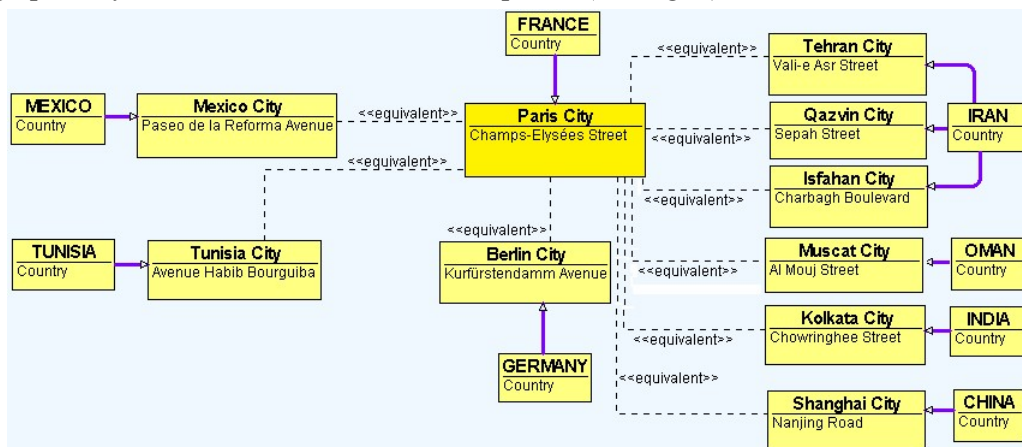 FRANCE
Country
<<equivalent>>
Tehran City
Vali-e Asr Street
MEXICO
Country
Mexico City
Paseo de la Reforma Avenue
<<equivalent>>
Paris City
Champs-Elysées Street
<<equivalent>>
Qazvin City
Sepah Street
IRAN
Country
<<equivalent>>
<<equivalent>>
Isfahan City
Charbagh Boulevard
TUNISIA
Country
Tunisia City
Avenue Habib Bourguiba
<<equivalent>>
Berlin City
Kurfürstendamm Avenue
<<equivalent>>
Muscat City
Al Mouj Street
OMAN
Country
<<equivalent>>
Kolkata City
Chowringhee Street
INDIA
Country
GERMANY
Country
<<equivalent>>
Shanghai City
Nanjing Road
CHINA
Country